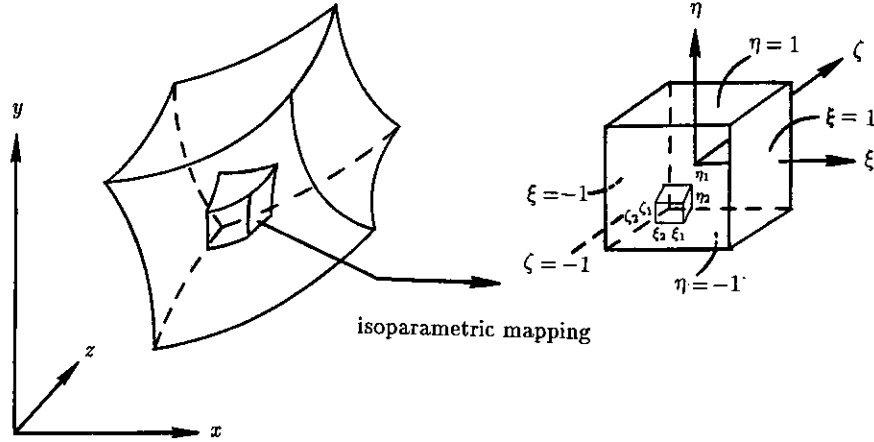 y
x
z
isoparametric mapping
η
η = 1
ζ
ξ = 1
ξ
ξ = −1
ζ = −1
η = −1
η₁
η₂
ζ₂ ζ₁
ξ₂ ξ₁